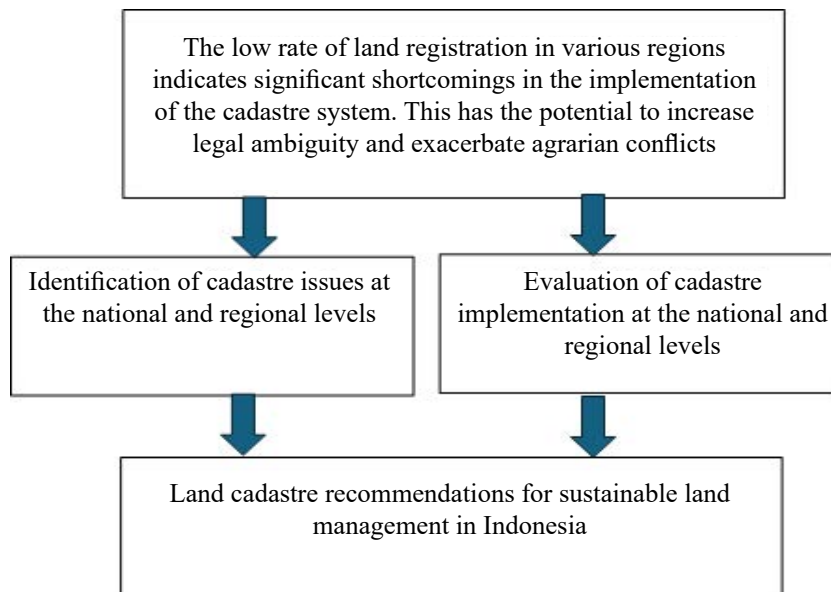 The low rate of land registration in various regions
indicates significant shortcomings in the implementation
of the cadastre system. This has the potential to increase
legal ambiguity and exacerbate agrarian conflicts
Identification of cadastre issues at
the national and regional levels
Evaluation of cadastre
implementation at the national and
regional levels
Land cadastre recommendations for sustainable land
management in Indonesia